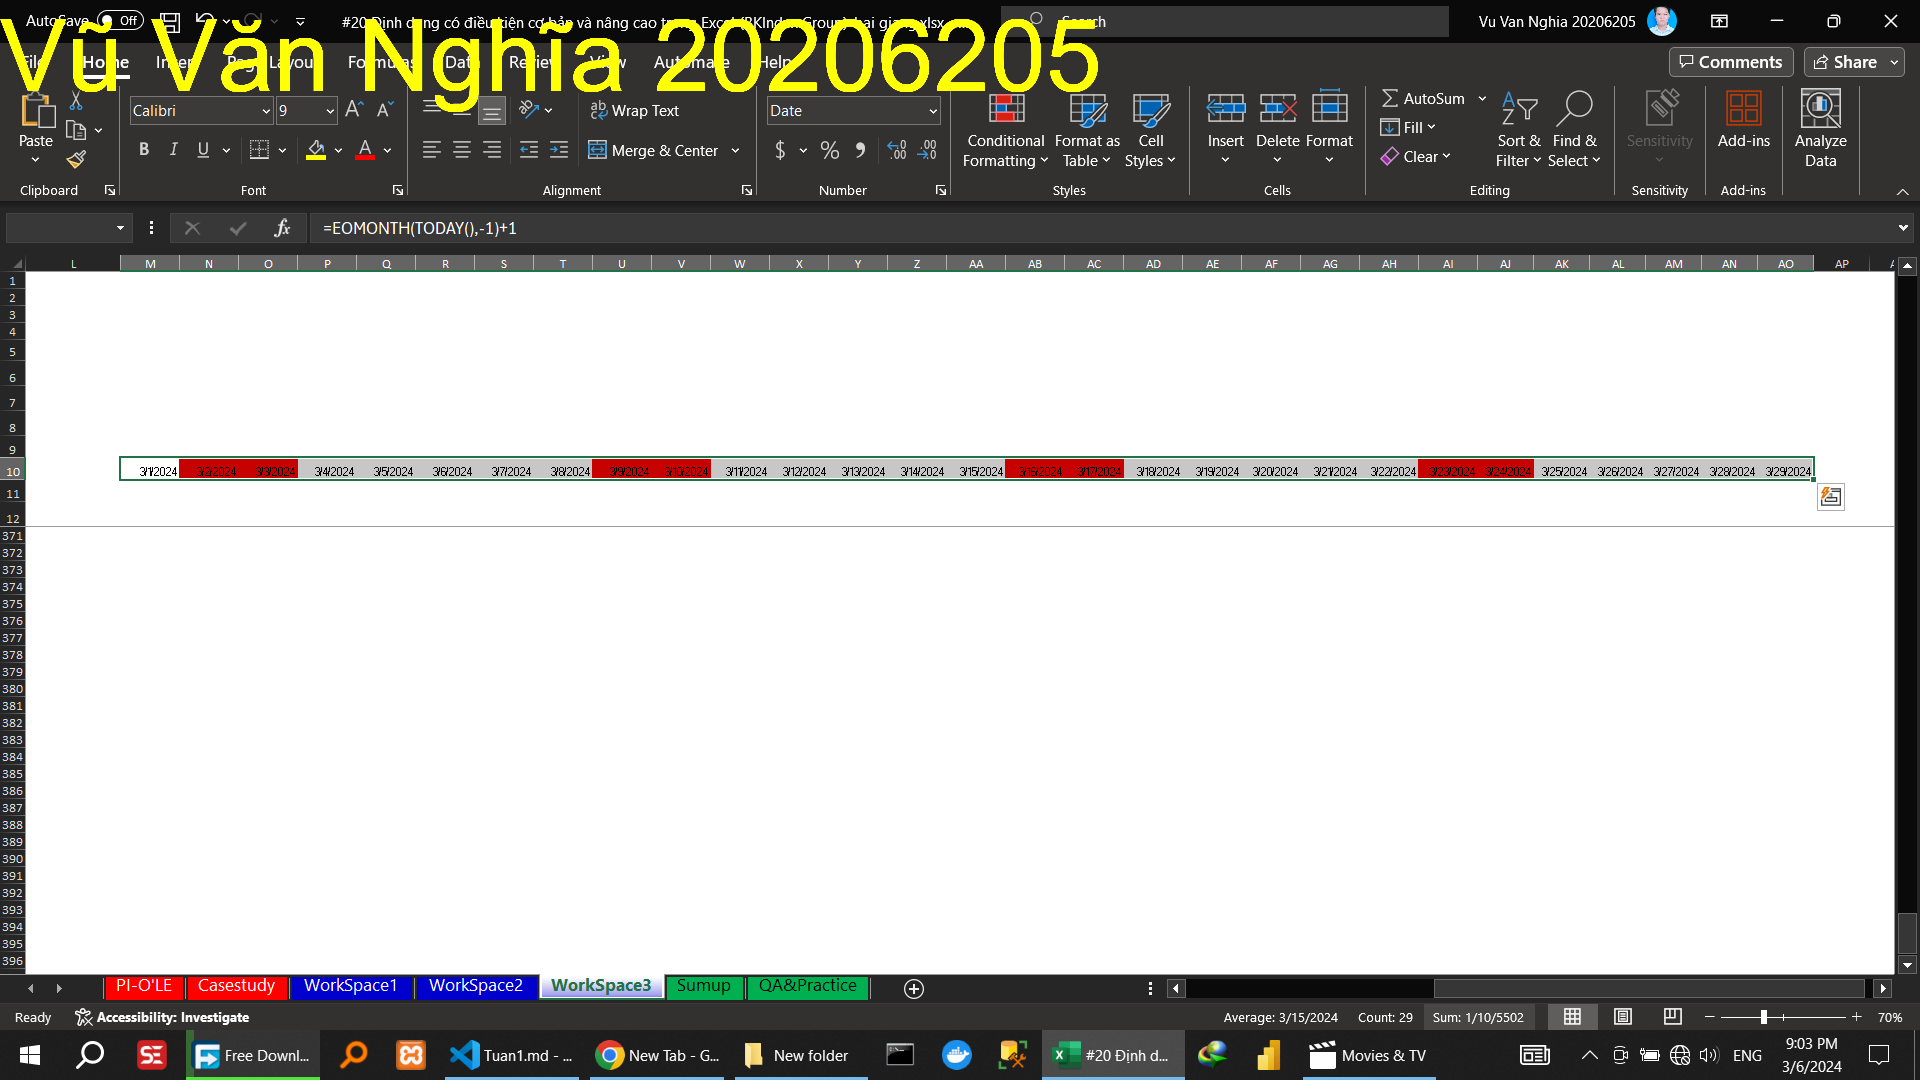 AutoSave Off #20 Định dạng có điều kiện cơ bản và nâng cao trong Excel Search Vu Van Nghia 20206205
Vũ Văn Nghĩa 20206205
File Home Insert Page Layout Formulas Data Review View Automate Help Comments Share
Calibri 9 Wrap Text Date AutoSum
Paste Conditional Format as Cell Insert Delete Format Fill Sort & Find & Sensitivity Add-ins Analyze
B I U Merge & Center $ % Formatting Table Styles Clear Filter Select Data
Clipboard Font Alignment Number Styles Cells Editing Sensitivity Add-ins
fx =EOMONTH(TODAY(),-1)+1
L M N O P Q R S T U V W X Y Z AA AB AC AD AE AF AG AH AI AJ AK AL AM AN AO AP
1
2
3
4
5
6
7
8
9
10 3/1/2024 3/2/2024 3/3/2024 3/4/2024 3/5/2024 3/6/2024 3/7/2024 3/8/2024 3/9/2024 3/10/2024 3/11/2024 3/12/2024 3/13/2024 3/14/2024 3/15/2024 3/16/2024 3/17/2024 3/18/2024 3/19/2024 3/20/2024 3/21/2024 3/22/2024 3/23/2024 3/24/2024 3/25/2024 3/26/2024 3/27/2024 3/28/2024 3/29/2024
11
12
371
372
373
374
375
376
377
378
379
380
381
382
383
384
385
386
387
388
389
390
391
392
393
394
395
396
PI-O'LE Casestudy WorkSpace1 WorkSpace2 WorkSpace3 Sumup QA&Practice
Ready Accessibility: Investigate Average: 3/15/2024 Count: 29 Sum: 1/10/5502 70%
Free Downl... Tuan1.md - ... New Tab - G... New folder #20 Định d... Movies & TV ENG 9:03 PM
3/6/2024